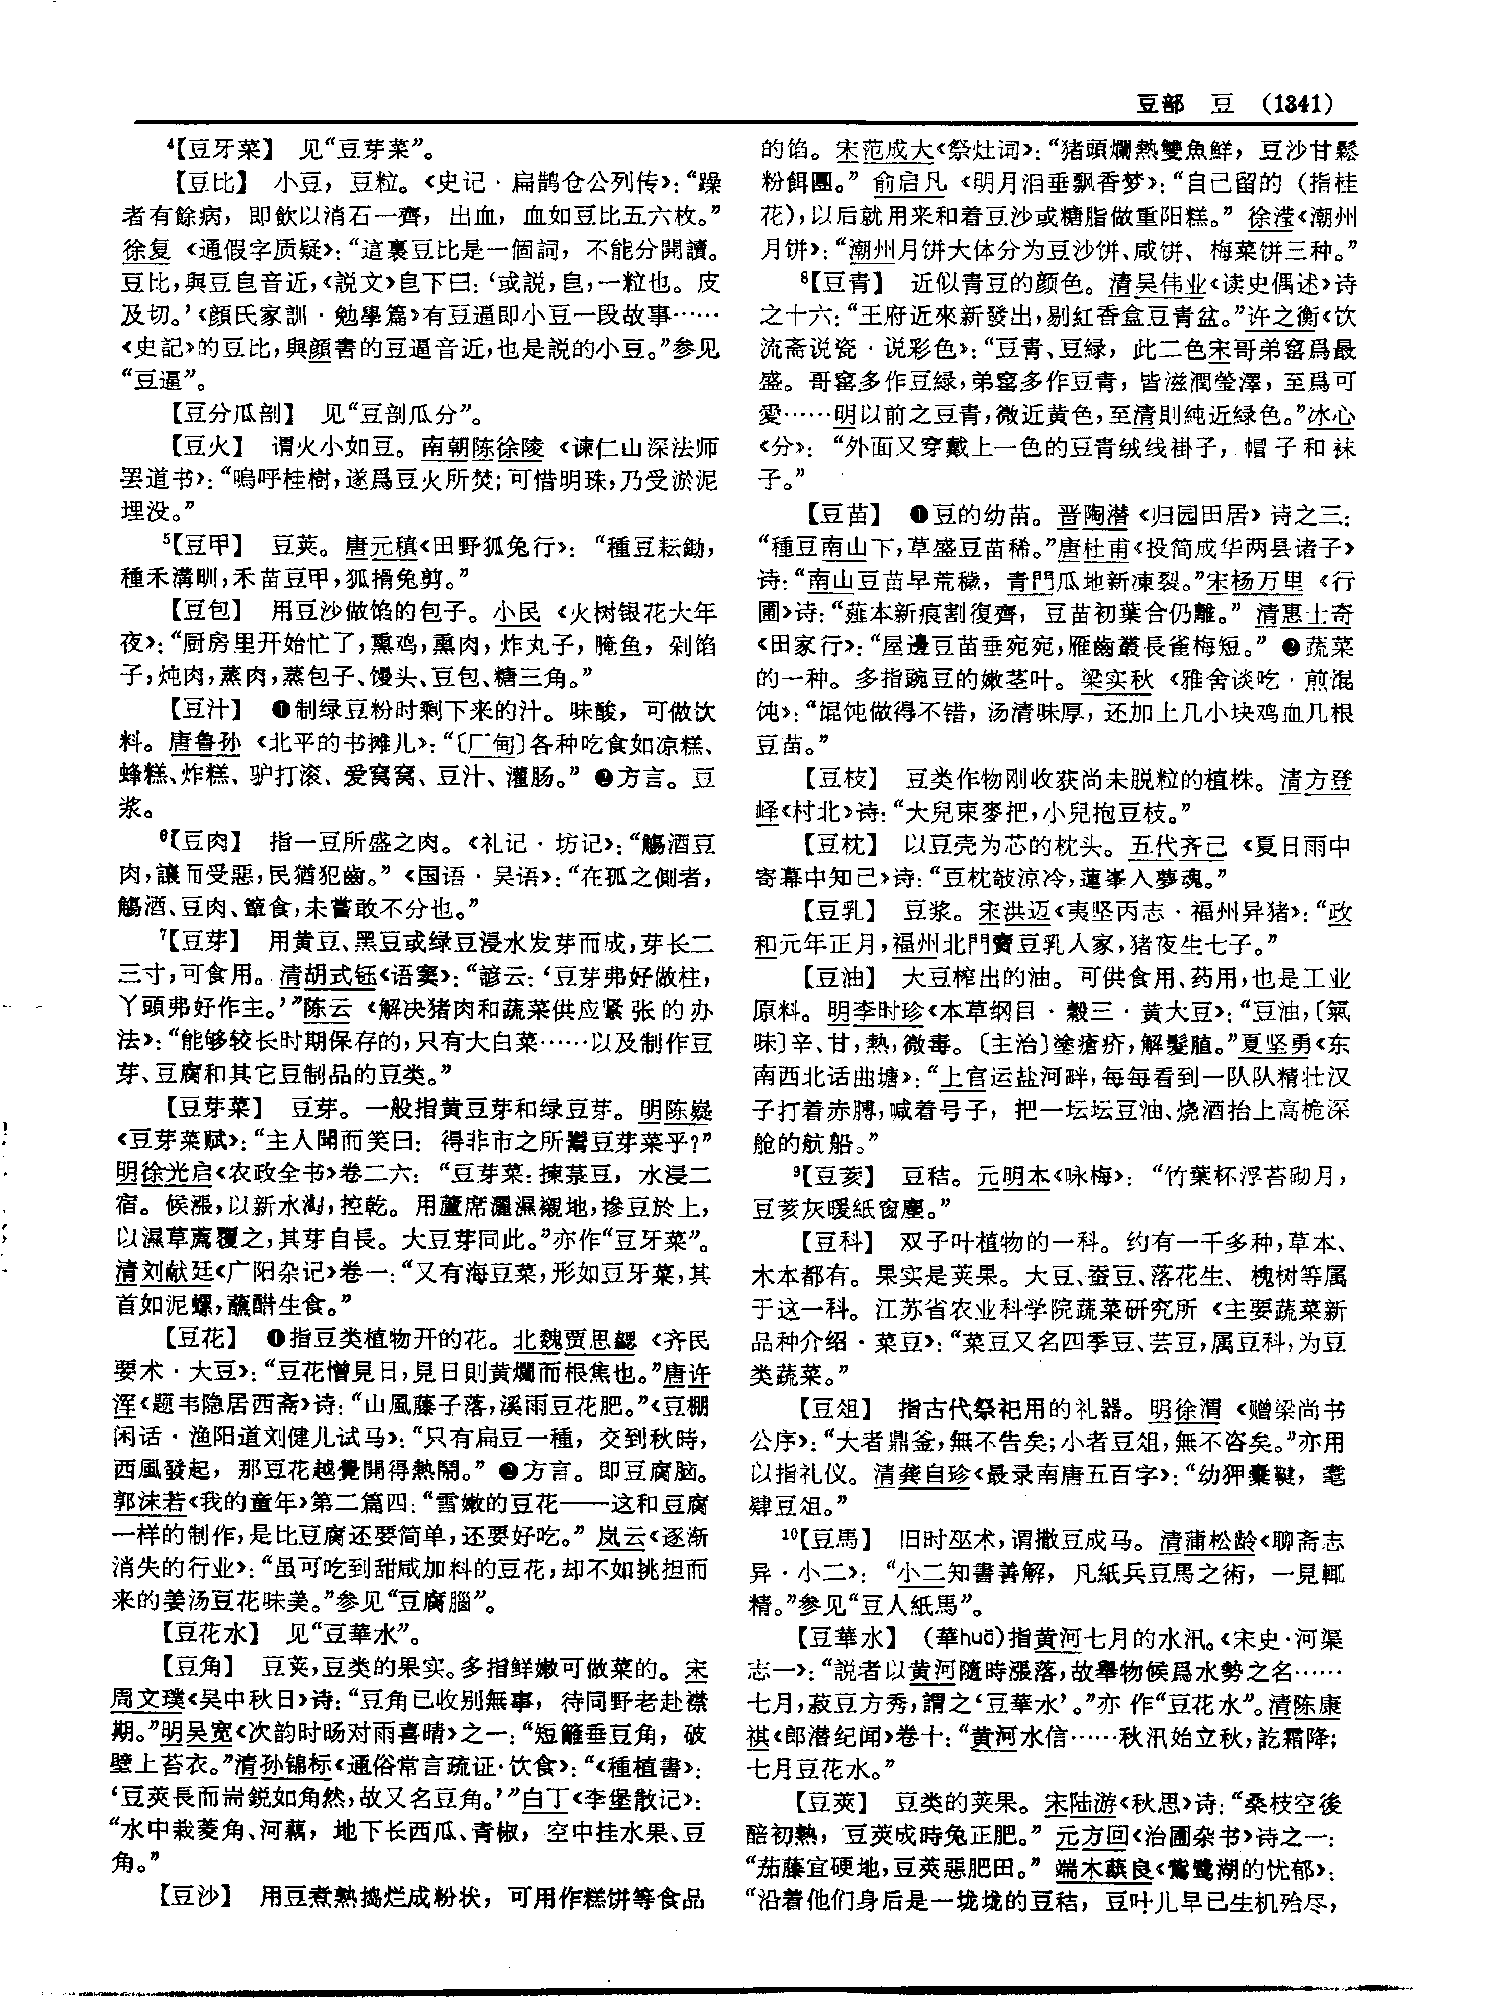 豆部　豆　(1341)
⁴【豆牙菜】　见“豆芽菜”。
【豆比】　小豆，豆粒。《史记·扁鹊仓公列传》：“躁
者有餘病，即飲以消石一齊，出血，血如豆比五六枚。”
徐复《通假字质疑》：“這裏豆比是一個詞，不能分開讀。
豆比，與豆皀音近，《説文》皀下曰：‘或説，皀，一粒也。皮
及切。’《顔氏家訓·勉學篇》有豆逼即小豆一段故事……
《史記》的豆比，與顔書的豆逼音近，也是説的小豆。”参见
“豆逼”。
【豆分瓜剖】　见“豆剖瓜分”。
【豆火】　谓火小如豆。南朝陈徐陵《谏仁山深法师
罢道书》：“嗚呼桂樹，遂爲豆火所焚；可惜明珠，乃受淤泥
埋没。”
⁵【豆甲】　豆荚。唐元稹《田野狐兔行》：“種豆耘鋤，
種禾溝甽，禾苗豆甲，狐搰兔剪。”
【豆包】　用豆沙做馅的包子。小民《火树银花大年
夜》：“厨房里开始忙了，熏鸡，熏肉，炸丸子，腌鱼，剁馅
子，炖肉，蒸肉，蒸包子、馒头、豆包、糖三角。”
【豆汁】　❶制绿豆粉时剩下来的汁。味酸，可做饮
料。唐鲁孙《北平的书摊儿》：“〔厂甸〕各种吃食如凉糕、
蜂糕、炸糕、驴打滚、爱窝窝、豆汁、灌肠。”❷方言。豆
浆。
⁶【豆肉】　指一豆所盛之肉。《礼记·坊记》：“觴酒豆
肉，讓而受惡，民猶犯齒。”《国语·吴语》：“在孤之側者，
觴酒、豆肉、簞食，未嘗敢不分也。”
⁷【豆芽】　用黄豆、黑豆或绿豆浸水发芽而成，芽长二
三寸，可食用。清胡式钰《语窦》：“諺云：‘豆芽弗好做柱，
丫頭弗好作主。’”陈云《解决猪肉和蔬菜供应紧张的办
法》：“能够较长时期保存的，只有大白菜……以及制作豆
芽、豆腐和其它豆制品的豆类。”
【豆芽菜】　豆芽。一般指黄豆芽和绿豆芽。明陈嶷
《豆芽菜赋》：“主人聞而笑曰：得非市之所鬻豆芽菜乎？”
明徐光启《农政全书》卷二六：“豆芽菜：揀菉豆，水浸二
宿。候漲，以新水淘，控乾。用蘆席灑濕襯地，摻豆於上，
以濕草薦覆之，其芽自長。大豆芽同此。”亦作“豆牙菜”。
清刘献廷《广阳杂记》卷一：“又有海豆菜，形如豆牙菜，其
首如泥螺，蘸醋生食。”
【豆花】　❶指豆类植物开的花。北魏贾思勰《齐民
要术·大豆》：“豆花憎見日，見日則黄爛而根焦也。”唐许
浑《题韦隐居西斋》诗：“山風藤子落，溪雨豆花肥。”《豆棚
闲话·渔阳道刘健儿试马》：“只有扁豆一種，交到秋時，
西風發起，那豆花越覺開得熱鬧。”❷方言。即豆腐脑。
郭沫若《我的童年》第二篇四：“雪嫩的豆花——这和豆腐
一样的制作，是比豆腐还要简单，还要好吃。”岚云《逐渐
消失的行业》：“虽可吃到甜咸加料的豆花，却不如挑担而
来的姜汤豆花味美。”参见“豆腐腦”。
【豆花水】　见“豆華水”。
【豆角】　豆荚，豆类的果实。多指鲜嫩可做菜的。宋
周文璞《吴中秋日》诗：“豆角已收别無事，待同野老赴襟
期。”明吴宽《次韵时旸对雨喜晴》之一：“短籬垂豆角，破
壁上苔衣。”清孙锦标《通俗常言疏证·饮食》：“《種植書》：
‘豆莢長而耑鋭如角然，故又名豆角。’”白丁《李堡散记》：
“水中栽菱角、河藕，地下长西瓜、青椒，空中挂水果、豆
角。”
【豆沙】　用豆煮熟捣烂成粉状，可用作糕饼等食品
的馅。宋范成大《祭灶词》：“猪頭爛熱雙魚鮮，豆沙甘鬆
粉餌團。”俞启凡《明月泪垂飘香梦》：“自己留的（指桂
花），以后就用来和着豆沙或糖脂做重阳糕。”徐滢《潮州
月饼》：“潮州月饼大体分为豆沙饼、咸饼、梅菜饼三种。”
⁸【豆青】　近似青豆的颜色。清吴伟业《读史偶述》诗
之十六：“王府近來新發出，剔紅香盒豆青盆。”许之衡《饮
流斋说瓷·说彩色》：“豆青、豆緑，此二色宋哥弟窰爲最
盛。哥窰多作豆緑，弟窰多作豆青，皆滋潤瑩澤，至爲可
愛……明以前之豆青，微近黄色，至清則純近緑色。”冰心
《分》：“外面又穿戴上一色的豆青绒线褂子，帽子和袜
子。”
【豆苗】　❶豆的幼苗。晋陶潜《归园田居》诗之三：
“種豆南山下，草盛豆苗稀。”唐杜甫《投简成华两县诸子》
诗：“南山豆苗早荒穢，青門瓜地新凍裂。”宋杨万里《行
圃》诗：“薤本新痕割復齊，豆苗初葉合仍離。”清惠士奇
《田家行》：“屋邊豆苗垂宛宛，雁齒叢長雀梅短。”❷蔬菜
的一种。多指豌豆的嫩茎叶。梁实秋《雅舍谈吃·煎馄
饨》：“馄饨做得不错，汤清味厚，还加上几小块鸡血几根
豆苗。”
【豆枝】　豆类作物刚收获尚未脱粒的植株。清方登
峄《村北》诗：“大兒束麥把，小兒抱豆枝。”
【豆枕】　以豆壳为芯的枕头。五代齐己《夏日雨中
寄幕中知己》诗：“豆枕攲凉冷，蓮峯入夢魂。”
【豆乳】　豆浆。宋洪迈《夷坚丙志·福州异猪》：“政
和元年正月，福州北門賣豆乳人家，猪夜生七子。”
【豆油】　大豆榨出的油。可供食用、药用，也是工业
原料。明李时珍《本草纲目·穀三·黄大豆》：“豆油，〔氣
味〕辛、甘，熱，微毒。〔主治〕塗瘡疥，解髮䐈。”夏坚勇《东
南西北话曲塘》：“上官运盐河畔，每每看到一队队精壮汉
子打着赤膊，喊着号子，把一坛坛豆油、烧酒抬上高桅深
舱的航船。”
⁹【豆荄】　豆秸。元明本《咏梅》：“竹葉杯浮苔砌月，
豆荄灰暖紙窗塵。”
【豆科】　双子叶植物的一科。约有一千多种，草本、
木本都有。果实是荚果。大豆、蚕豆、落花生、槐树等属
于这一科。江苏省农业科学院蔬菜研究所《主要蔬菜新
品种介绍·菜豆》：“菜豆又名四季豆、芸豆，属豆科，为豆
类蔬菜。”
【豆俎】　指古代祭祀用的礼器。明徐渭《赠梁尚书
公序》：“大者鼎釜，無不告矣；小者豆俎，無不咨矣。”亦用
以指礼仪。清龚自珍《最录南唐五百字》：“幼狎櫜鞬，耄
肄豆俎。”
¹⁰【豆馬】　旧时巫术，谓撒豆成马。清蒲松龄《聊斋志
异·小二》：“小二知書善解，凡紙兵豆馬之術，一見輒
精。”参见“豆人紙馬”。
【豆華水】　（華huā）指黄河七月的水汛。《宋史·河渠
志一》：“説者以黄河隨時漲落，故舉物候爲水勢之名……
七月，菽豆方秀，謂之‘豆華水’。”亦作“豆花水”。清陈康
祺《郎潜纪闻》卷十：“黄河水信……秋汛始立秋，訖霜降；
七月豆花水。”
【豆莢】　豆类的荚果。宋陆游《秋思》诗：“桑枝空後
醅初熟，豆莢成時兔正肥。”元方回《治圃杂书》诗之一：
“茄藤宜硬地，豆莢惡肥田。”端木蕻良《鴜鹭湖的忧郁》：
“沿着他们身后是一垅垅的豆秸，豆叶儿早已生机殆尽，